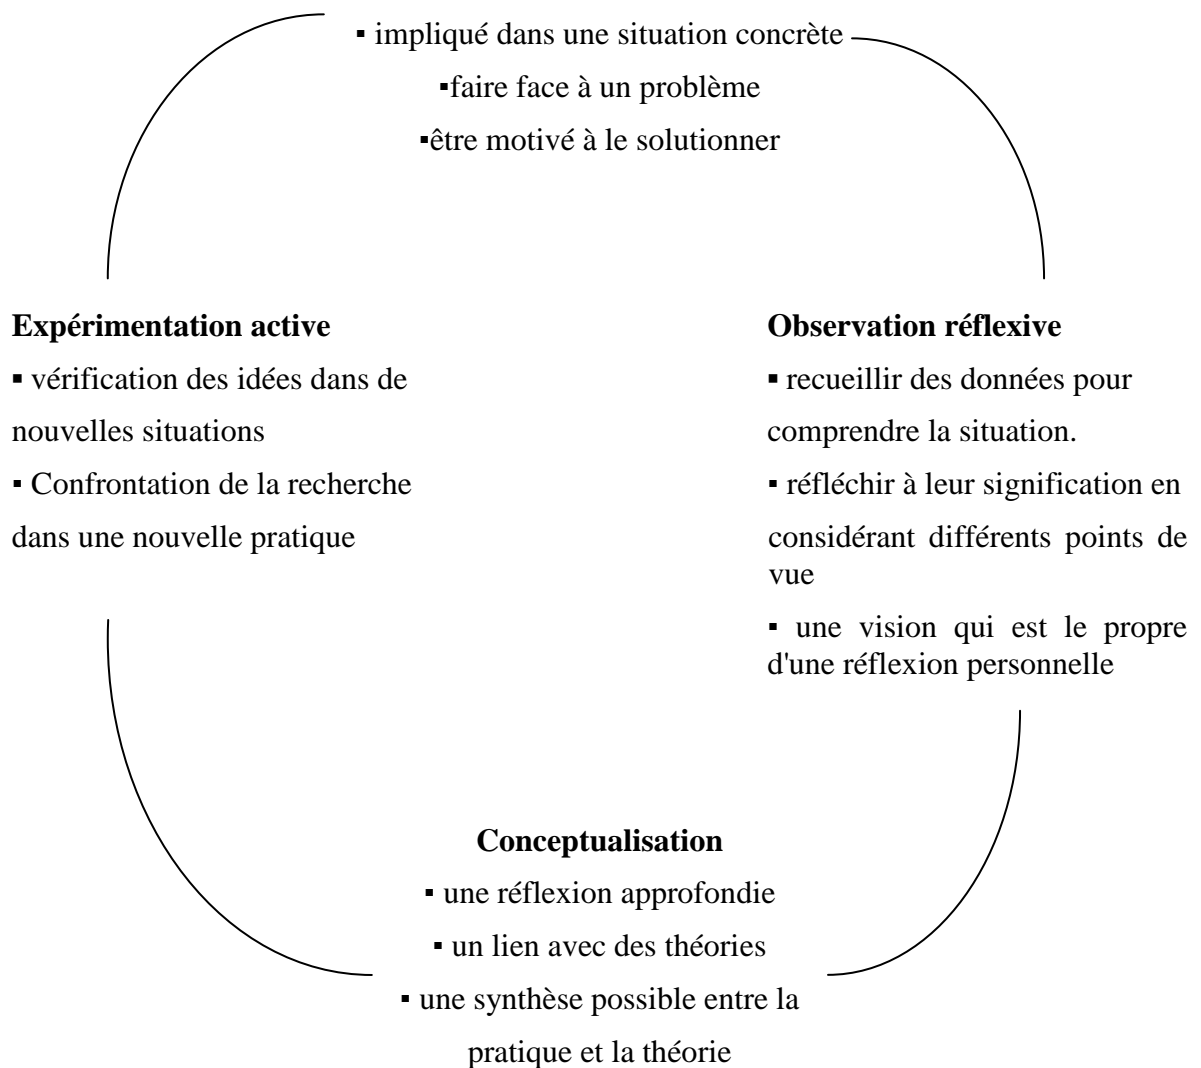 ▪ impliqué dans une situation concrète
▪faire face à un problème
▪être motivé à le solutionner
Expérimentation active
▪ vérification des idées dans de
nouvelles situations
▪ Confrontation de la recherche
dans une nouvelle pratique
Observation réflexive
▪ recueillir des données pour
comprendre la situation.
▪ réfléchir à leur signification en
considérant différents points de
vue
▪ une vision qui est le propre
d'une réflexion personnelle
Conceptualisation
▪ une réflexion approfondie
▪ un lien avec des théories
▪ une synthèse possible entre la
pratique et la théorie